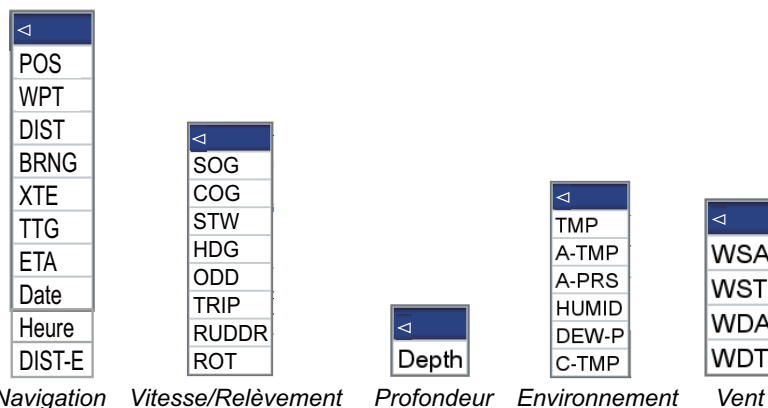 POS
WPT
DIST
BRNG
XTE
TTG
ETA
Date
Heure
DIST-E
Navigation
SOG
COG
STW
HDG
ODD
TRIP
RUDDR
ROT
Vitesse/Relèvement
Depth
Profondeur
TMP
A-TMP
A-PRS
HUMID
DEW-P
C-TMP
Environnement
WSA
WST
WDA
WDT
Vent